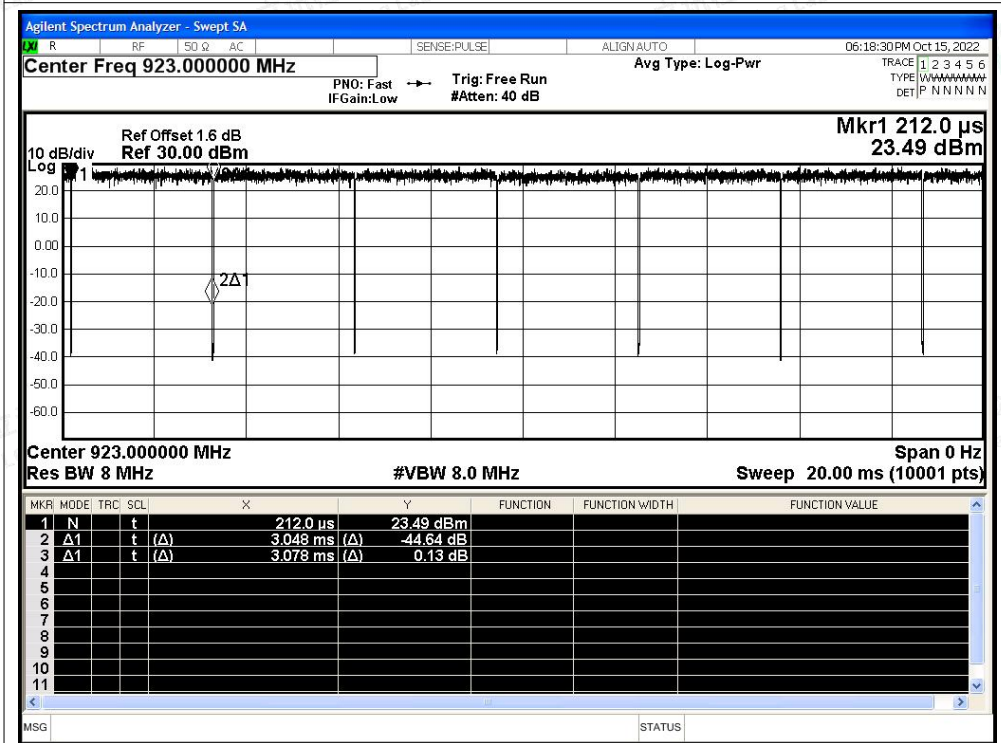 Agilent Spectrum Analyzer - Swept SA
LXI R RF 50 Ω AC SENSE:PULSE ALIGN AUTO 06:18:30 PM Oct 15, 2022
Center Freq 923.000000 MHz
PNO: Fast
IFGain:Low
Trig: Free Run
#Atten: 40 dB
Avg Type: Log-Pwr
TRACE 1 2 3 4 5 6
TYPE WWWWWW
DET P N N N N N
Mkr1 212.0 µs
23.49 dBm
Ref Offset 1.6 dB
10 dB/div Ref 30.00 dBm
Log
1
20.0
10.0
0.00
-10.0
2Δ1
-20.0
-30.0
-40.0
-50.0
-60.0
Center 923.000000 MHz Span 0 Hz
Res BW 8 MHz #VBW 8.0 MHz Sweep 20.00 ms (10001 pts)
MKR MODE TRC SCL X Y FUNCTION FUNCTION WIDTH FUNCTION VALUE
1 N t 212.0 µs 23.49 dBm
2 Δ1 t (Δ) 3.048 ms (Δ) -44.64 dB
3 Δ1 t (Δ) 3.078 ms (Δ) 0.13 dB
4
5
6
7
8
9
10
11
MSG STATUS